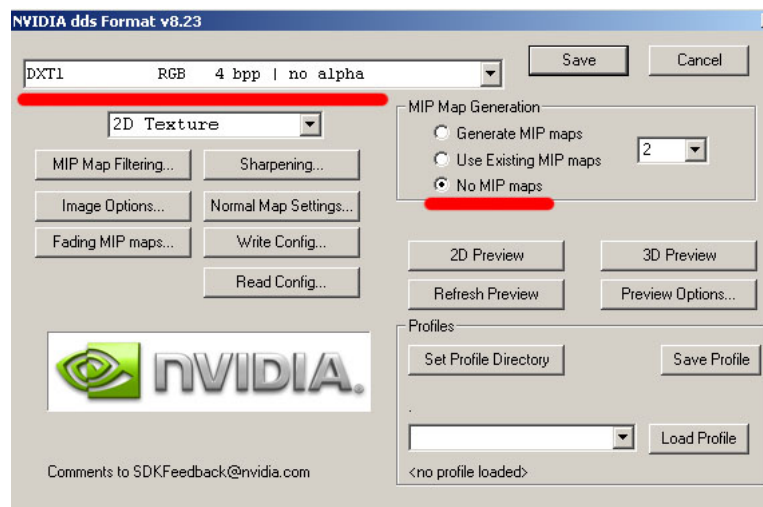 NVIDIA dds Format v8.23
DXT1 RGB 4 bpp | no alpha
Save
Cancel
2D Texture
MIP Map Generation
Generate MIP maps
Use Existing MIP maps
2
No MIP maps
MIP Map Filtering...
Sharpening...
Image Options...
Normal Map Settings...
Fading MIP maps...
Write Config...
Read Config...
2D Preview
3D Preview
Refresh Preview
Preview Options...
Profiles
Set Profile Directory
Save Profile
.
Load Profile
<no profile loaded>
nVIDIA.
Comments to SDKFeedback@nvidia.com